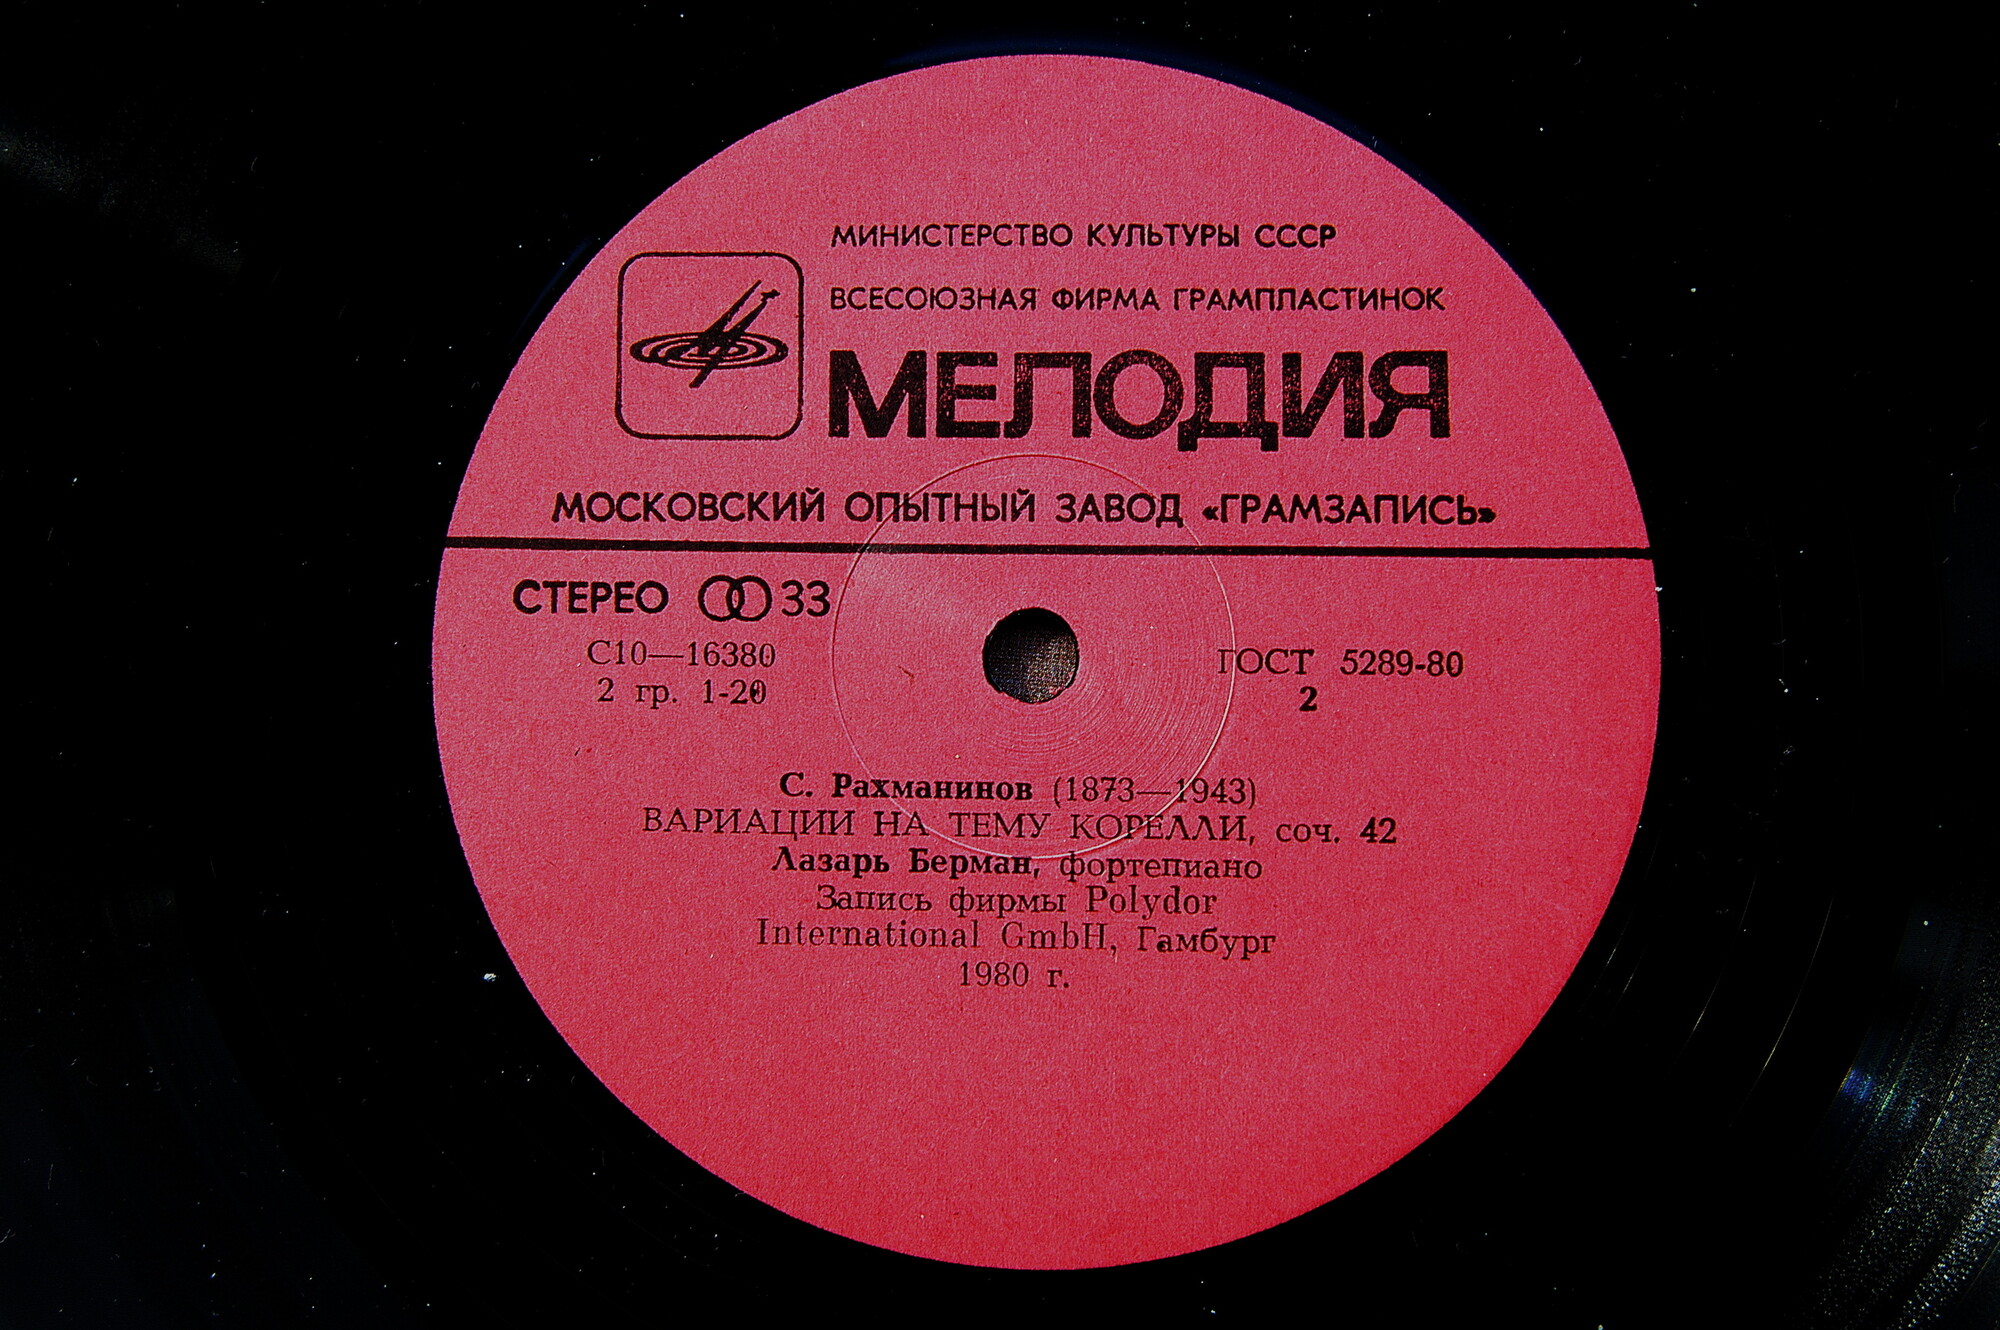 МИНИСТЕРСТВО КУЛЬТУРЫ СССР
ВСЕСОЮЗНАЯ ФИРМА ГРАМПЛАСТИНОК
МЕЛОДИЯ
МОСКОВСКИЙ ОПЫТНЫЙ ЗАВОД «ГРАМЗАПИСЬ»
СТЕРЕО 33
С10—16380
2 гр. 1-20
ГОСТ 5289-80
2
С. Рахманинов (1873—1943)
ВАРИАЦИИ НА ТЕМУ КОРЕЛЛИ, соч. 42
Лазарь Берман, фортепиано
Запись фирмы Polydor
International GmbH, Гамбург
1980 г.